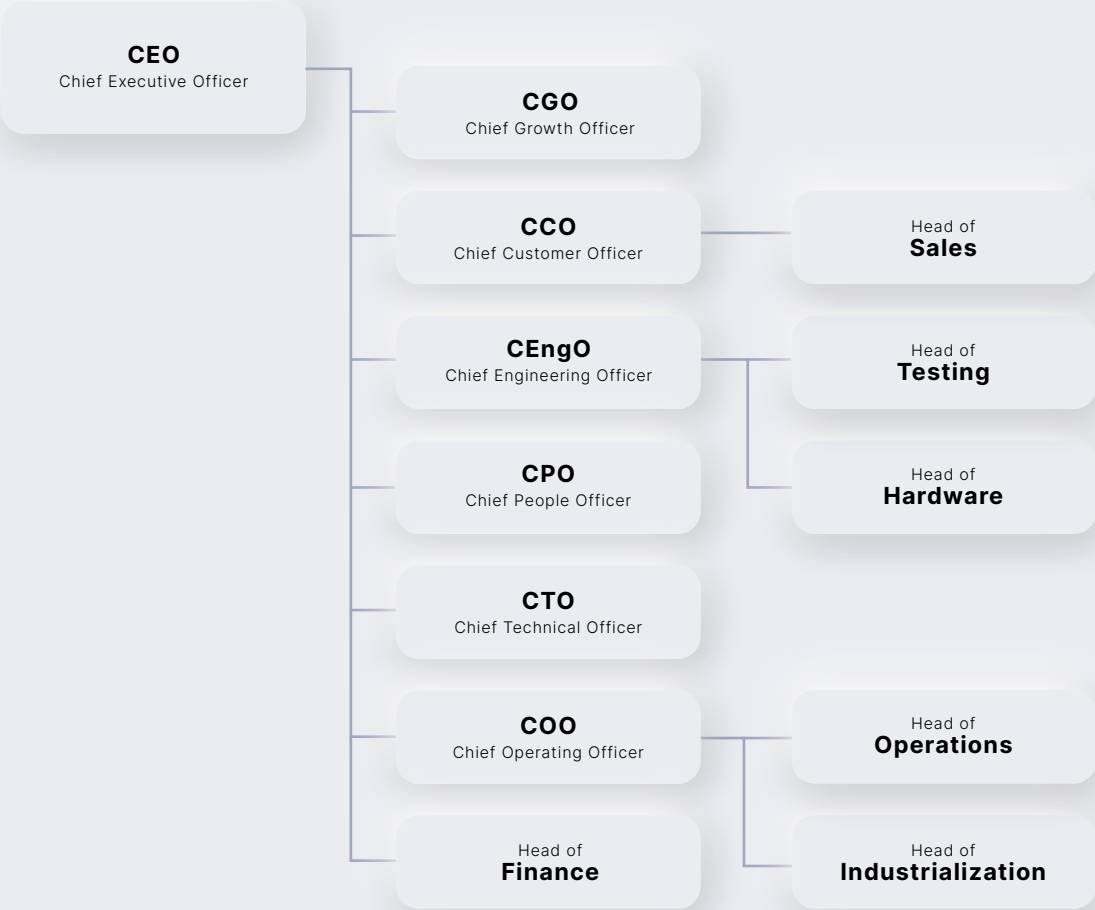 CEO
Chief Executive Officer
CGO
Chief Growth Officer
CCO
Chief Customer Officer
Head of
Sales
CEngO
Chief Engineering Officer
Head of
Testing
CPO
Chief People Officer
Head of
Hardware
CTO
Chief Technical Officer
COO
Chief Operating Officer
Head of
Operations
Head of
Finance
Head of
Industrialization